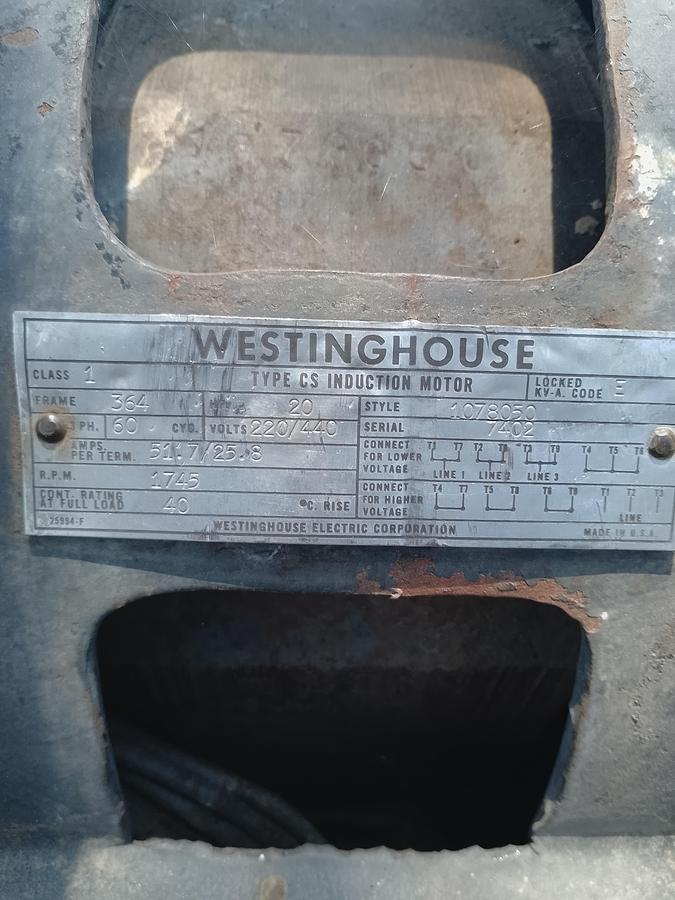 WESTINGHOUSE
CLASS 1 TYPE CS INDUCTION MOTOR LOCKED KV-A. CODE E
FRAME 364 HP 20 STYLE 1078050
PH. 60 CYC. VOLTS 220/440 SERIAL 7402
AMPS. PER TERM. 51.7/25.8
R.P.M. 1745
CONT. RATING AT FULL LOAD 40 °C. RISE
CONNECT FOR LOWER VOLTAGE T1 T7 T2 T8 T3 T9 T4 T5 T6
LINE 1 LINE 2 LINE 3
CONNECT FOR HIGHER VOLTAGE T4 T7 T5 T8 T6 T9 T1 T2 T3
LINE
25994-F WESTINGHOUSE ELECTRIC CORPORATION MADE IN U.S.A.